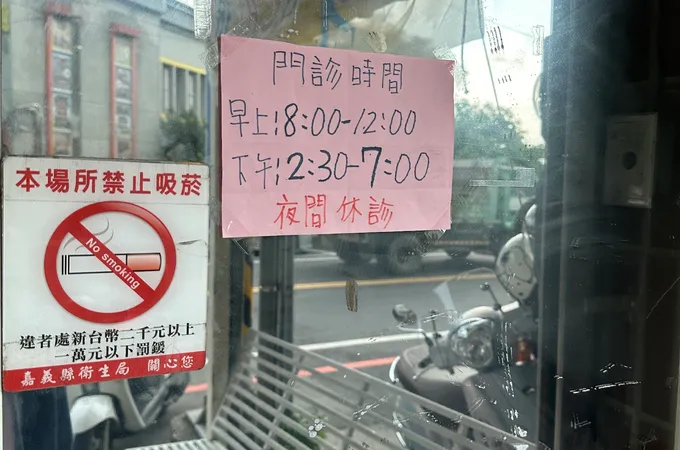 門診時間
早上:8:00-12:00
下午:2:30-7:00
夜間休診
本場所禁止吸菸
No smoking
違者處新台幣二千元以上
一萬元以下罰鍰
嘉義縣衛生局 關心您